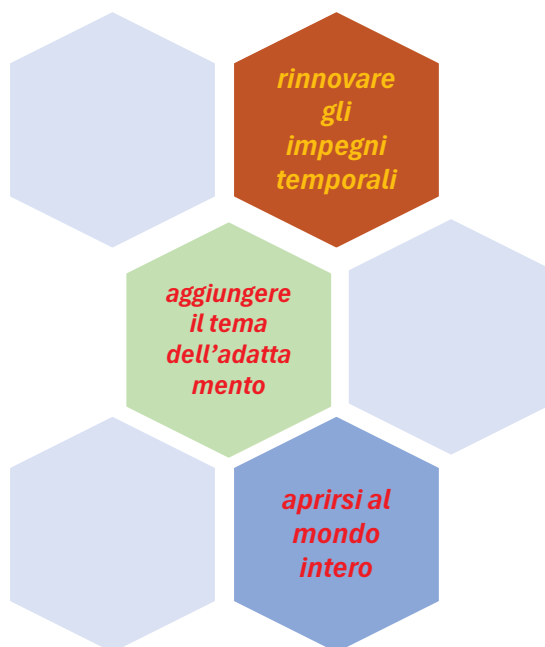 rinnovare
gli
impegni
temporali
aggiungere
il tema
dell’adatta
mento
aprirsi al
mondo
intero